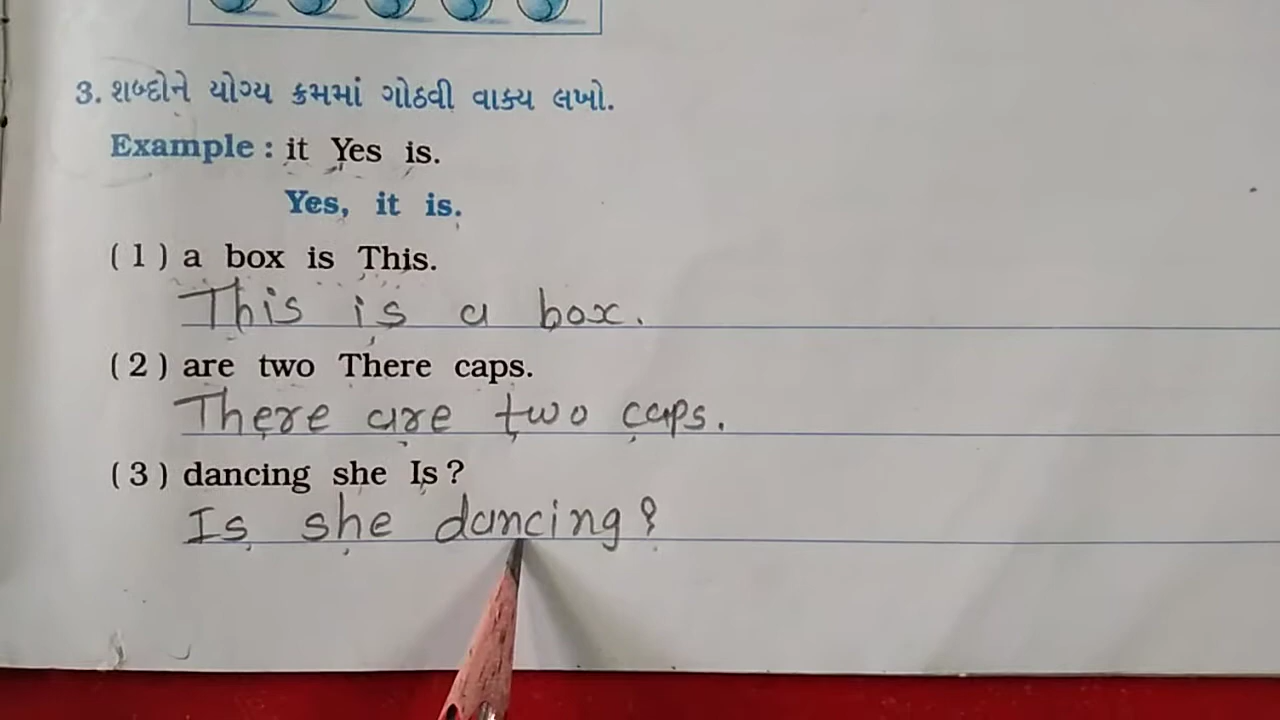 3. શબ્દોને યોગ્ય ક્રમમાં ગોઠવી વાક્ય લખો.
Example : it Yes is.
Yes, it is.
( 1 ) a box is This.
This is a box.
( 2 ) are two There caps.
There are two caps.
( 3 ) dancing she Is ?
Is she dancing?